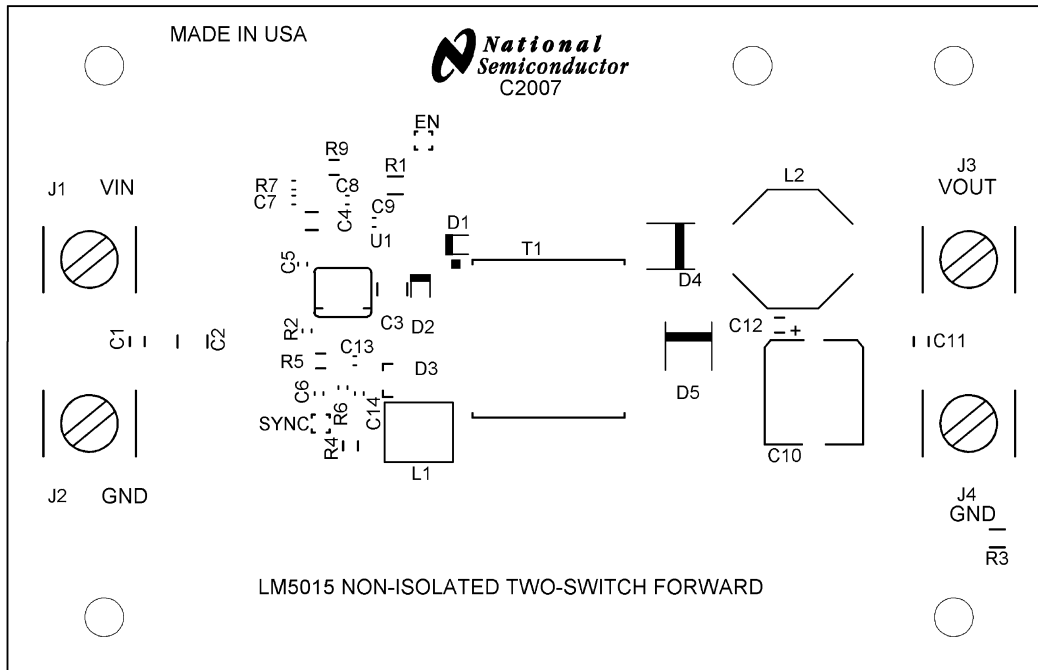 MADE IN USA
National
Semiconductor
C2007
EN
R9
R1
R7
C8
C7
C4
C9
U1
J1 VIN
J3
VOUT
L2
D1
T1
D4
C5
C3
D2
C1
C2
R2
C12
+
C11
R5
C13
D3
D5
C6
R6
C14
SYNC
R4
L1
C10
J2 GND
J4
GND
R3
LM5015 NON-ISOLATED TWO-SWITCH FORWARD